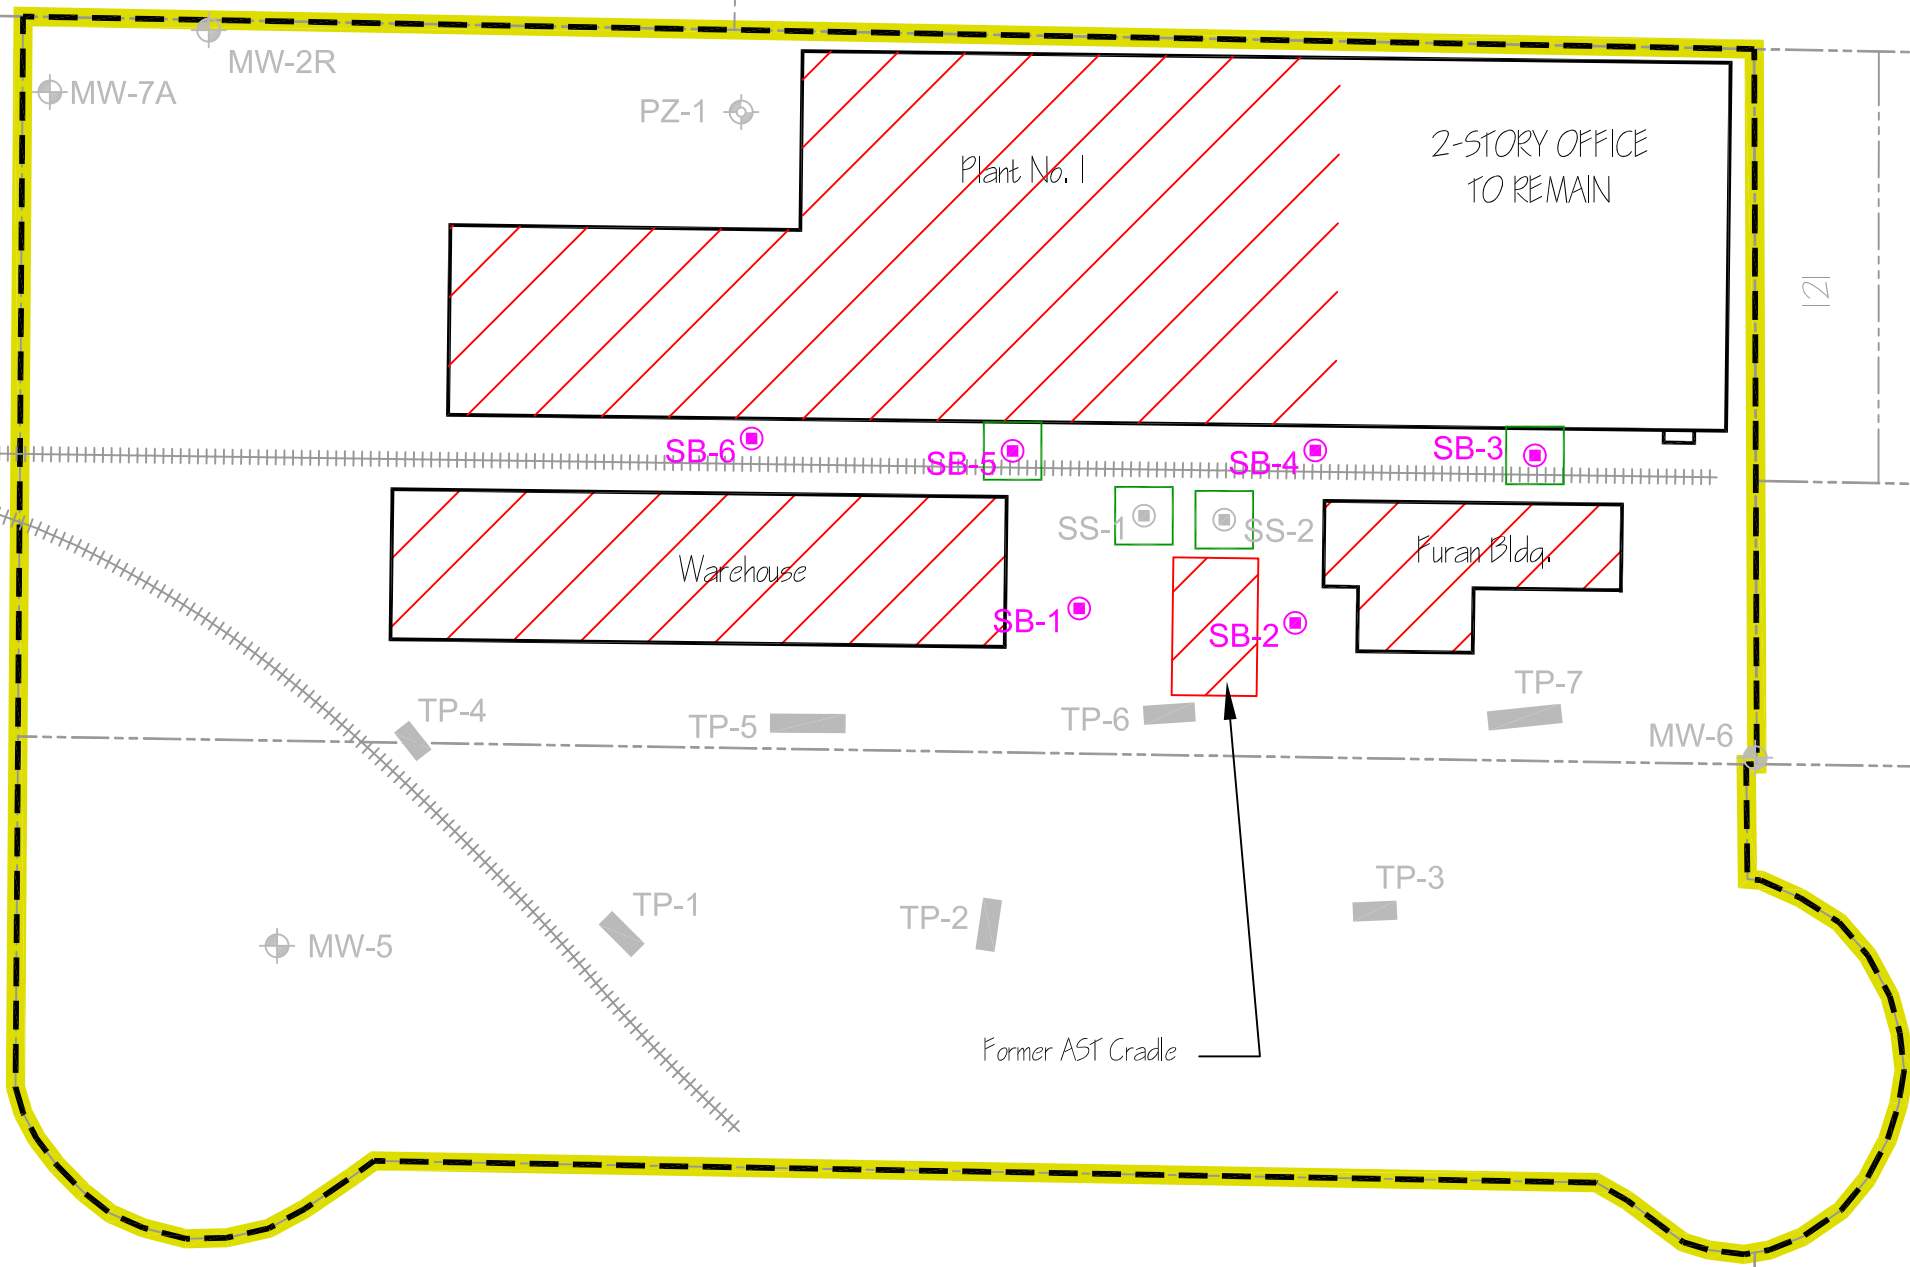 MW-2R
MW-7A
PZ-1
Plant No. 1
2-STORY OFFICE
TO REMAIN
121
SB-6
SB-5
SB-4
SB-3
SS-1
SS-2
Warehouse
Furan Bldg.
SB-1
SB-2
TP-4
TP-5
TP-6
TP-7
MW-6
TP-1
TP-2
TP-3
MW-5
Former AST Cradle